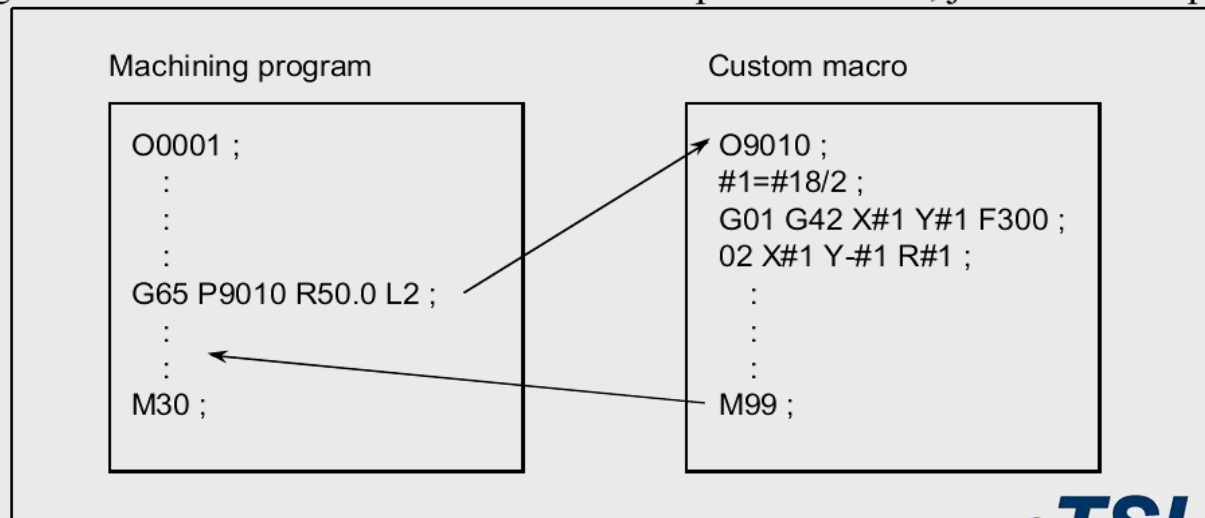 Machining program
O0001 ;
:
:
:
G65 P9010 R50.0 L2 ;
:
:
M30 ;
Custom macro
O9010 ;
#1=#18/2 ;
G01 G42 X#1 Y#1 F300 ;
02 X#1 Y-#1 R#1 ;
:
:
:
M99 ;